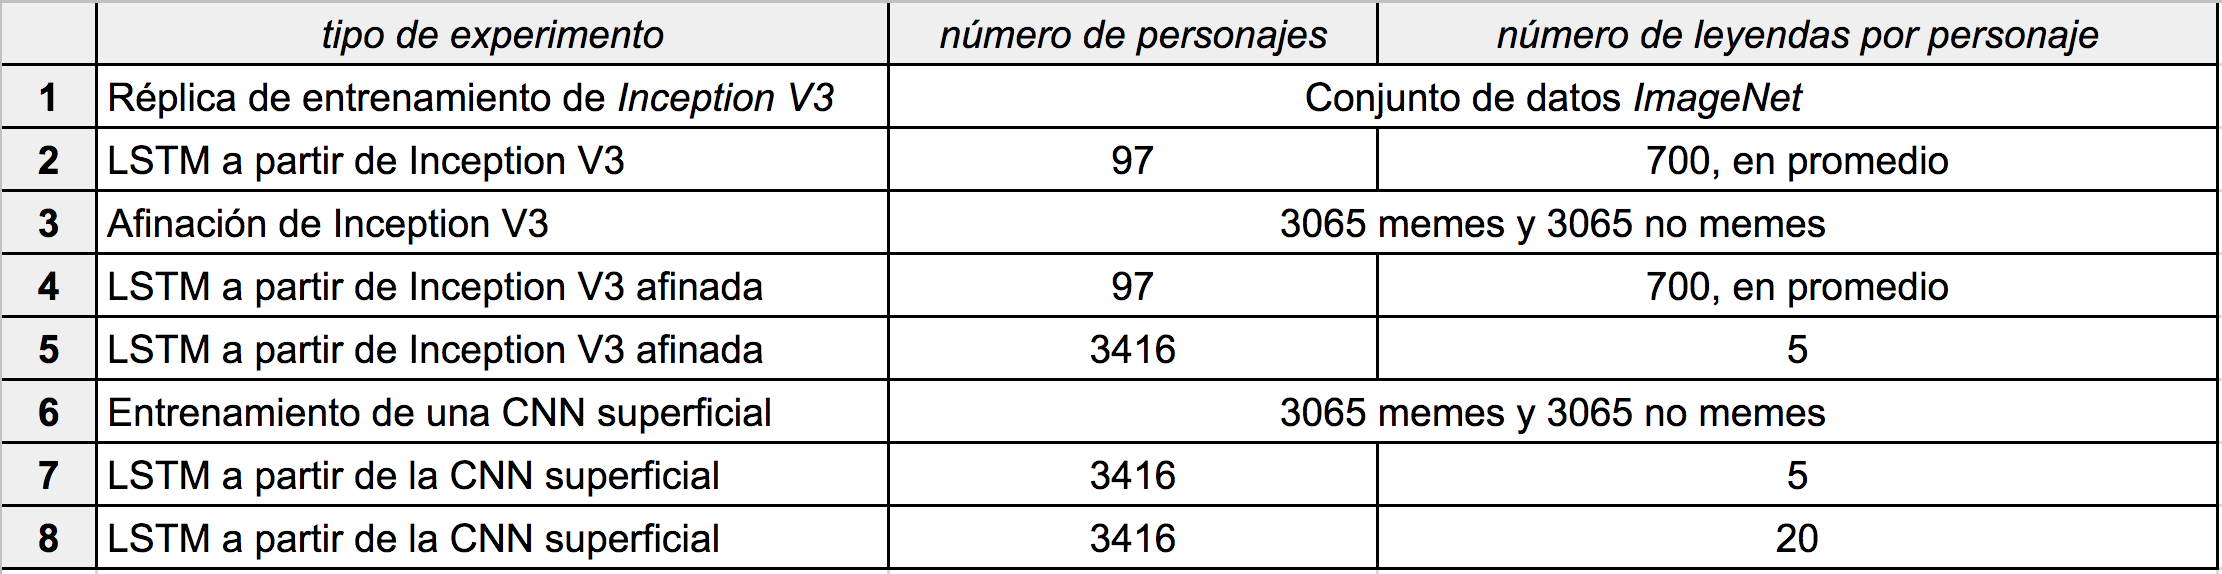 tipo de experimento número de personajes número de leyendas por personaje
1 Réplica de entrenamiento de Inception V3 Conjunto de datos ImageNet
2 LSTM a partir de Inception V3 97 700, en promedio
3 Afinación de Inception V3 3065 memes y 3065 no memes
4 LSTM a partir de Inception V3 afinada 97 700, en promedio
5 LSTM a partir de Inception V3 afinada 3416 5
6 Entrenamiento de una CNN superficial 3065 memes y 3065 no memes
7 LSTM a partir de la CNN superficial 3416 5
8 LSTM a partir de la CNN superficial 3416 20